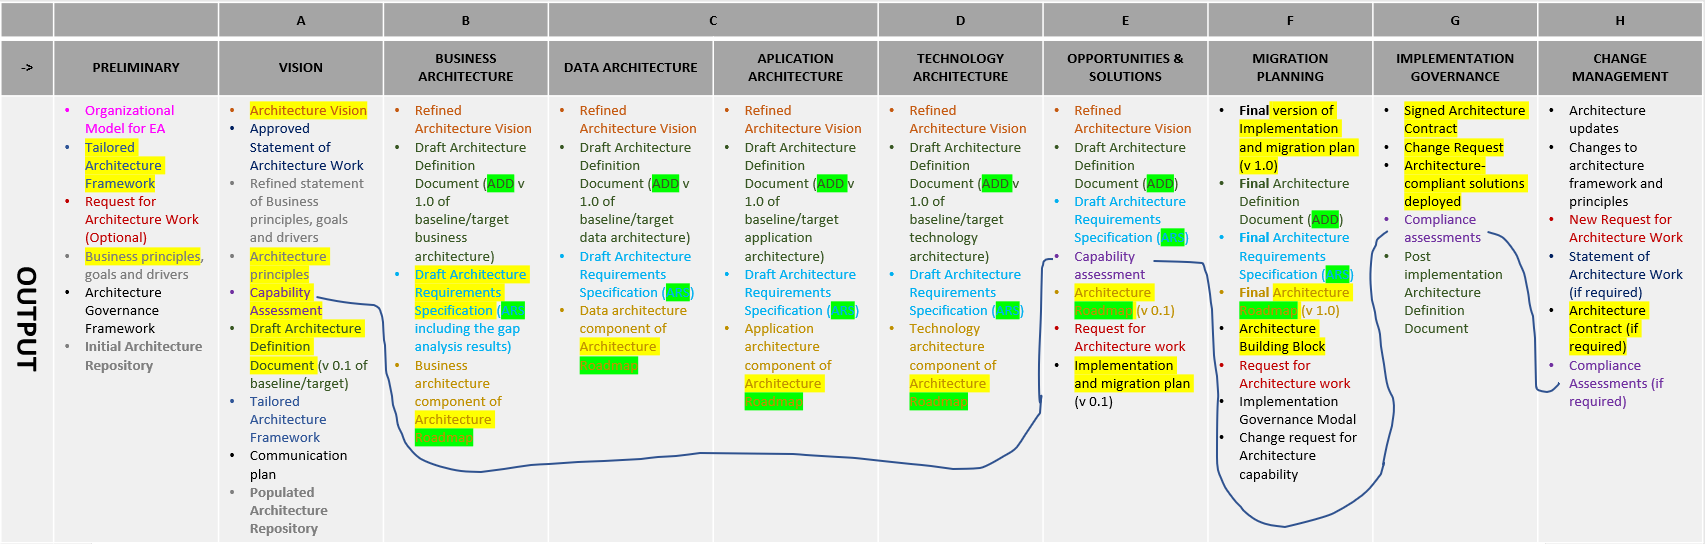 A
B
C
D
E
F
G
H
->
PRELIMINARY
VISION
BUSINESS
ARCHITECTURE
DATA ARCHITECTURE
APLICATION
ARCHITECTURE
TECHNOLOGY
ARCHITECTURE
OPPORTUNITIES &
SOLUTIONS
MIGRATION
PLANNING
IMPLEMENTATION
GOVERNANCE
CHANGE
MANAGEMENT
OUTPUT
• Organizational
Model for EA
• Tailored
Architecture
Framework
• Request for
Architecture Work
(Optional)
• Business principles,
goals and drivers
• Architecture
Governance
Framework
• Initial Architecture
Repository
• Architecture Vision
• Approved
Statement of
Architecture Work
• Refined statement
of Business
principles, goals
and drivers
• Architecture
principles
• Capability
Assessment
• Draft Architecture
Definition
Document (v 0.1 of
baseline/target)
• Tailored
Architecture
Framework
• Communication
plan
• Populated
Architecture
Repository
• Refined
Architecture Vision
• Draft Architecture
Definition
Document (ADD v
1.0 of
baseline/target
business
architecture)
• Draft Architecture
Requirements
Specification (ARS
including the gap
analysis results)
• Business
architecture
component of
Architecture
Roadmap
• Refined
Architecture Vision
• Draft Architecture
Definition
Document (ADD v
1.0 of
baseline/target
data architecture)
• Draft Architecture
Requirements
Specification (ARS)
• Data architecture
component of
Architecture
Roadmap
• Refined
Architecture Vision
• Draft Architecture
Definition
Document (ADD v
1.0 of
baseline/target
application
architecture)
• Draft Architecture
Requirements
Specification (ARS)
• Application
architecture
component of
Architecture
Roadmap
• Refined
Architecture Vision
• Draft Architecture
Definition
Document (ADD v
1.0 of
baseline/target
technology
architecture)
• Draft Architecture
Requirements
Specification (ARS)
• Technology
architecture
component of
Architecture
Roadmap
• Refined
Architecture Vision
• Draft Architecture
Definition
Document (ADD)
• Draft Architecture
Requirements
Specification (ARS)
• Capability
assessment
• Architecture
Roadmap (v 0.1)
• Request for
Architecture work
• Implementation
and migration plan
(v 0.1)
• Final version of
Implementation
and migration plan
(v 1.0)
• Final Architecture
Definition
Document (ADD)
• Final Architecture
Requirements
Specification (ARS)
• Final Architecture
Roadmap (v 1.0)
• Architecture
Building Block
• Request for
Architecture work
• Implementation
Governance Modal
• Change request for
Architecture
capability
• Signed Architecture
Contract
• Change Request
• Architecture-
compliant solutions
deployed
• Compliance
assessments
• Post
implementation
Architecture
Definition
Document
• Architecture
updates
• Changes to
architecture
framework and
principles
• New Request for
Architecture Work
• Statement of
Architecture Work
(if required)
• Architecture
Contract (if
required)
• Compliance
Assessments (if
required)